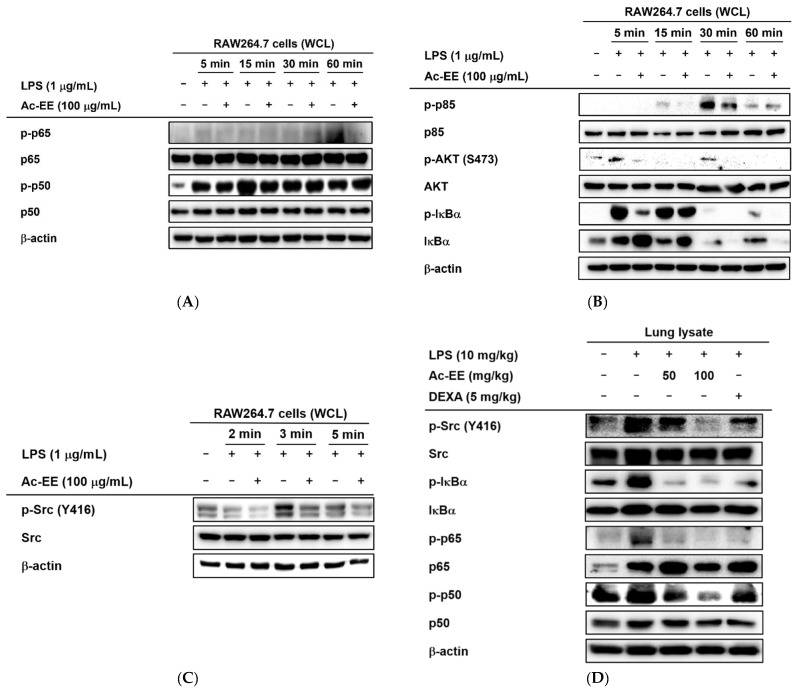 RAW264.7 cells (WCL)
5 min 15 min 30 min 60 min
LPS (1 μg/mL) – + + + + + + + +
Ac-EE (100 μg/mL) – – + – + – + – +
p-p65
p65
p-p50
p50
β-actin
(A)
RAW264.7 cells (WCL)
5 min 15 min 30 min 60 min
LPS (1 μg/mL) – + + + + + + + +
Ac-EE (100 μg/mL) – – + – + – + – +
p-p85
p85
p-AKT (S473)
AKT
p-IκBα
IκBα
β-actin
(B)
RAW264.7 cells (WCL)
2 min 3 min 5 min
LPS (1 μg/mL) – + + + + + +
Ac-EE (100 μg/mL) – – + – + – +
p-Src (Y416)
Src
β-actin
(C)
Lung lysate
LPS (10 mg/kg) – + + + +
Ac-EE (mg/kg) – – 50 100 –
DEXA (5 mg/kg) – – – – +
p-Src (Y416)
Src
p-IκBα
IκBα
p-p65
p65
p-p50
p50
β-actin
(D)